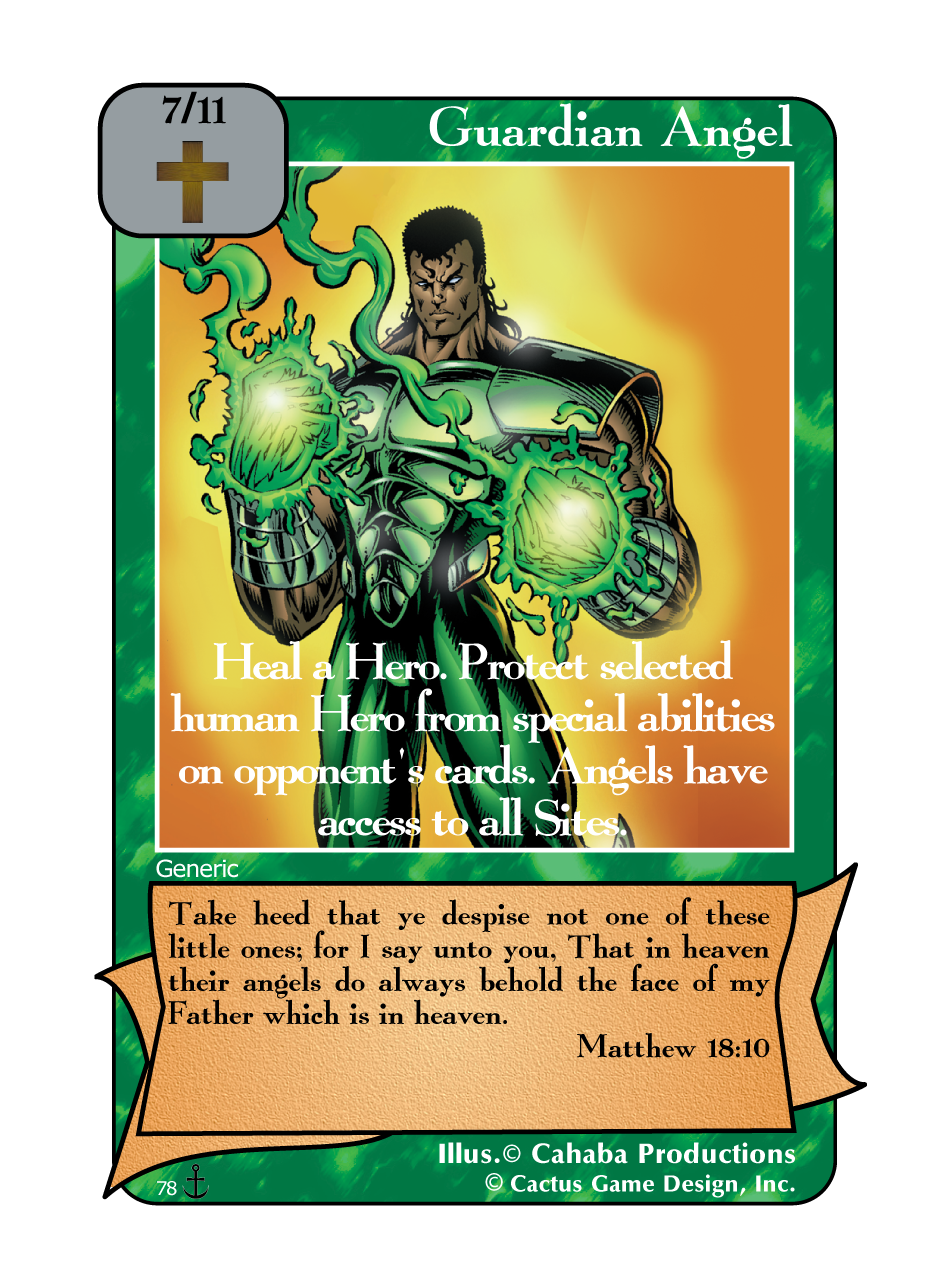 7/11
Guardian Angel
Heal a Hero. Protect selected
human Hero from special abilities
on opponent's cards. Angels have
access to all Sites.
Generic
Take heed that ye despise not one of these
little ones; for I say unto you, That in heaven
their angels do always behold the face of my
Father which is in heaven.
Matthew 18:10
Illus.© Cahaba Productions
78
© Cactus Game Design, Inc.